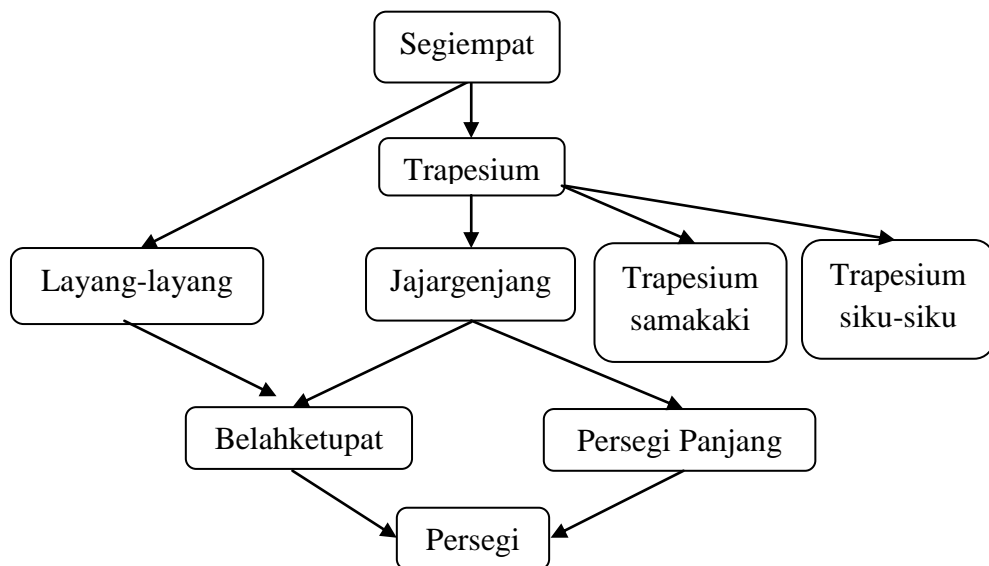 Segiempat
Trapesium
Layang-layang
Jajargenjang
Trapesium
samakaki
Trapesium
siku-siku
Belahketupat
Persegi Panjang
Persegi